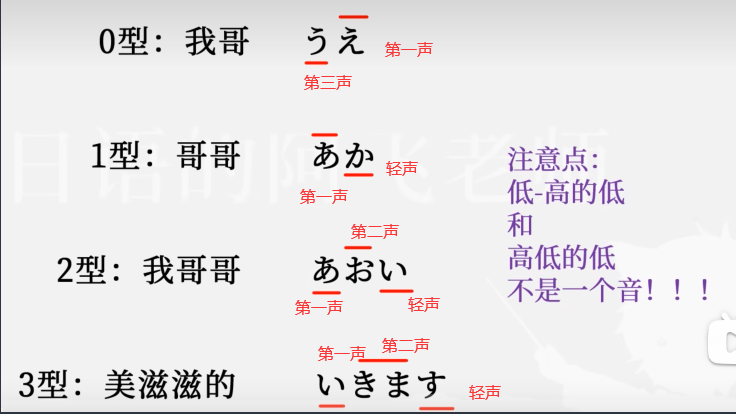 0型：我哥 うえ 第一声
第三声
日语的阿飞老师
1型：哥哥 あか 轻声
第一声
注意点：
低-高的低
和
高低的低
不是一个音！！！
第二声
2型：我哥哥 あおい
第一声 轻声
第一声 第二声
3型：美滋滋的 いきます 轻声